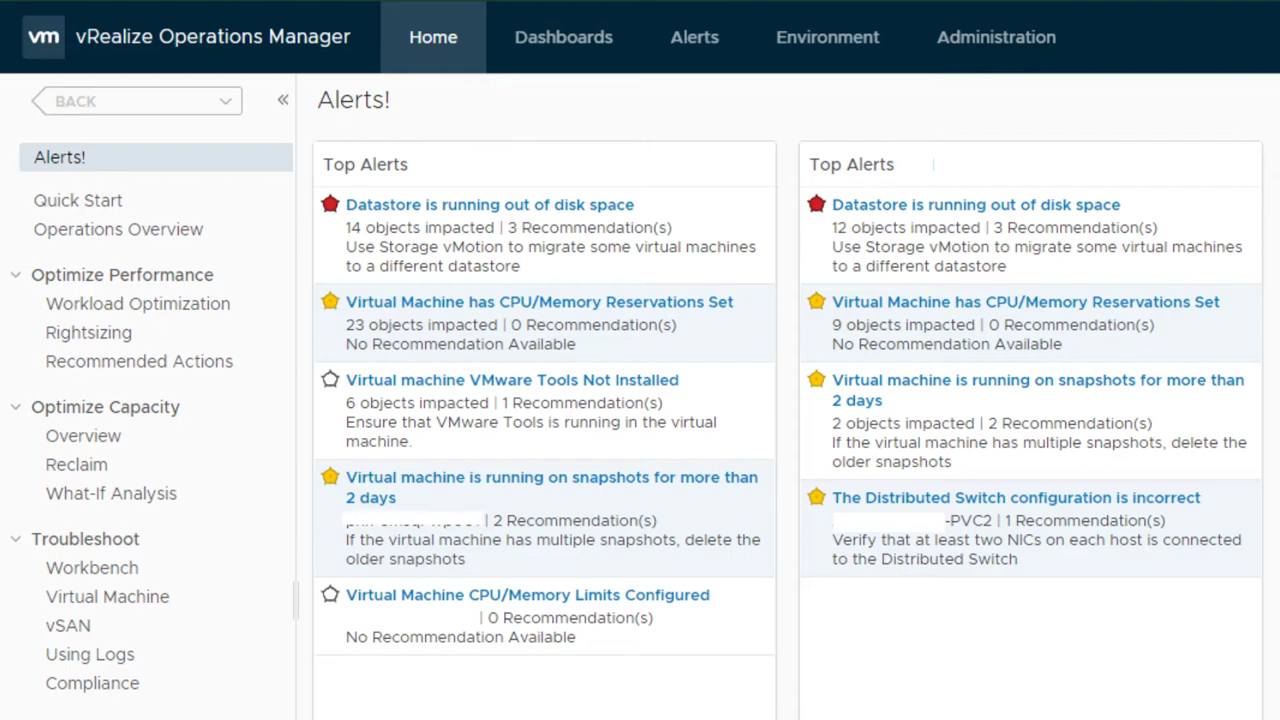 vm vRealize Operations Manager Home Dashboards Alerts Environment Administration
BACK
Alerts!
Quick Start
Operations Overview
Optimize Performance
Workload Optimization
Rightsizing
Recommended Actions
Optimize Capacity
Overview
Reclaim
What-If Analysis
Troubleshoot
Workbench
Virtual Machine
vSAN
Using Logs
Compliance
Alerts!
Top Alerts
Datastore is running out of disk space
14 objects impacted | 3 Recommendation(s)
Use Storage vMotion to migrate some virtual machines
to a different datastore
Virtual Machine has CPU/Memory Reservations Set
23 objects impacted | 0 Recommendation(s)
No Recommendation Available
Virtual machine VMware Tools Not Installed
6 objects impacted | 1 Recommendation(s)
Ensure that VMware Tools is running in the virtual
machine.
Virtual machine is running on snapshots for more than
2 days
| 2 Recommendation(s)
If the virtual machine has multiple snapshots, delete the
older snapshots
Virtual Machine CPU/Memory Limits Configured
| 0 Recommendation(s)
No Recommendation Available
Top Alerts
Datastore is running out of disk space
12 objects impacted | 3 Recommendation(s)
Use Storage vMotion to migrate some virtual machines
to a different datastore
Virtual Machine has CPU/Memory Reservations Set
9 objects impacted | 0 Recommendation(s)
No Recommendation Available
Virtual machine is running on snapshots for more than
2 days
2 objects impacted | 2 Recommendation(s)
If the virtual machine has multiple snapshots, delete the
older snapshots
The Distributed Switch configuration is incorrect
-PVC2 | 1 Recommendation(s)
Verify that at least two NICs on each host is connected
to the Distributed Switch